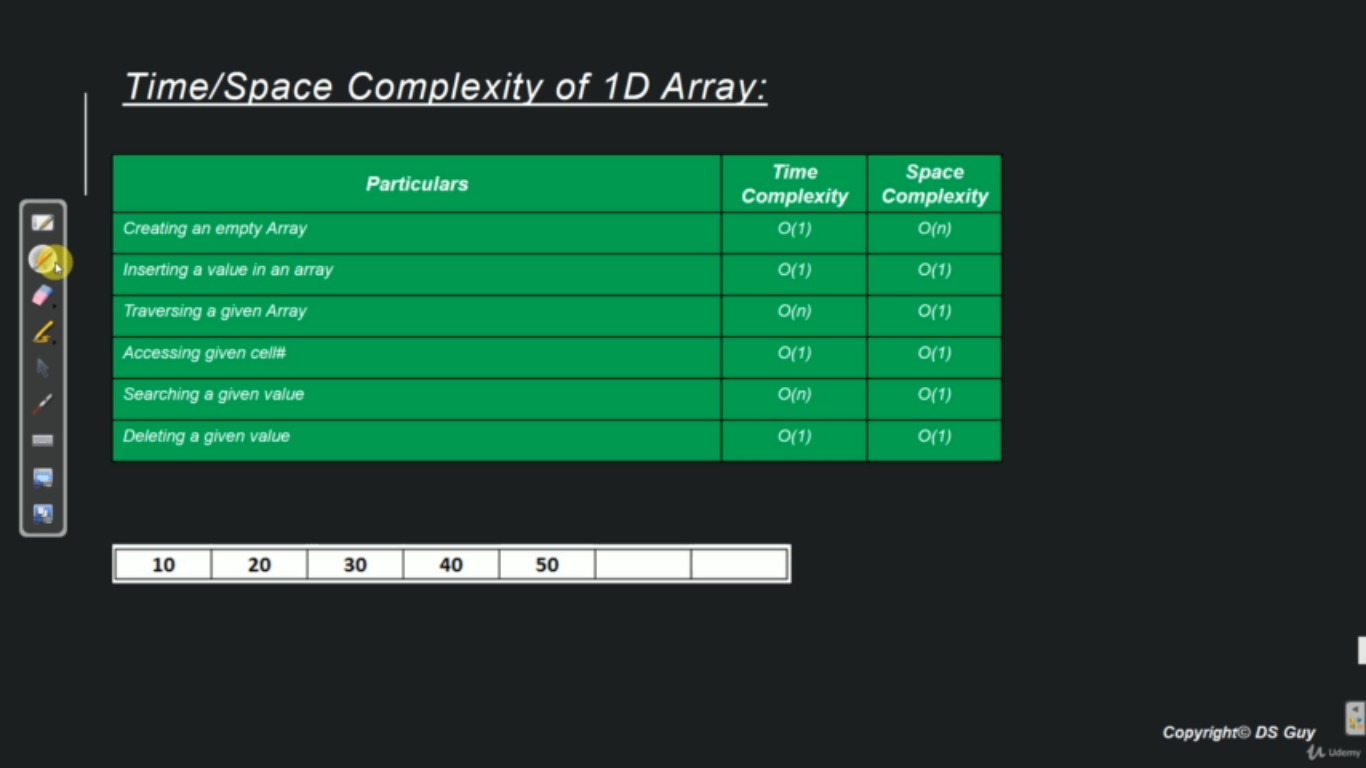 Time/Space Complexity of 1D Array:
Particulars Time Complexity Space Complexity
Creating an empty Array O(1) O(n)
Inserting a value in an array O(1) O(1)
Traversing a given Array O(n) O(1)
Accessing given cell# O(1) O(1)
Searching a given value O(n) O(1)
Deleting a given value O(1) O(1)
10 20 30 40 50
Copyright© DS Guy
Udemy